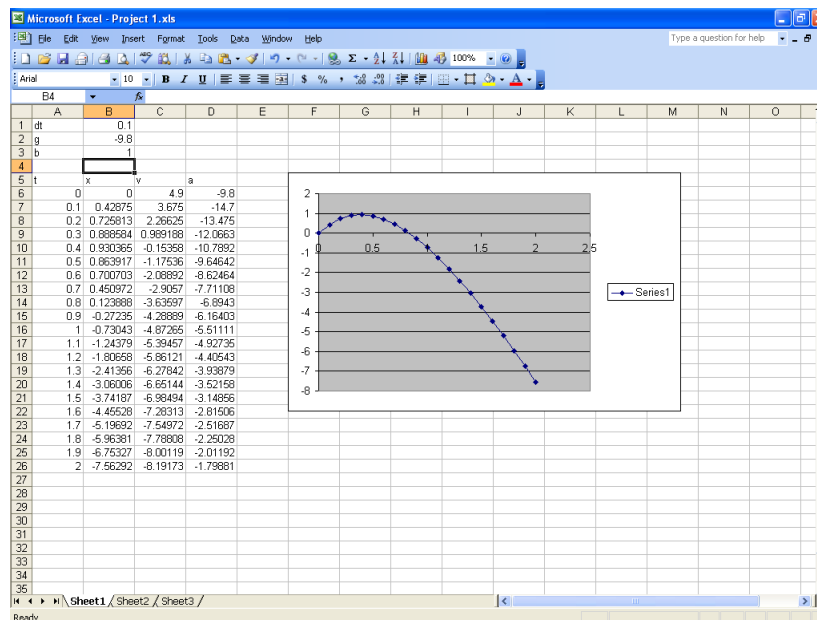 Microsoft Excel - Project 1.xls
File Edit View Insert Format Tools Data Window Help Type a question for help
100%
Arial 10 B I U $ % ,
B4 fx
A B C D E F G H I J K L M N O
1 dt 0.1
2 g -9.8
3 b 1
4
5 t x v a
6 0 0 4.9 -9.8
7 0.1 0.42875 3.675 -14.7
8 0.2 0.725813 2.26625 -13.475
9 0.3 0.888584 0.989188 -12.0663
10 0.4 0.930365 -0.15358 -10.7892
11 0.5 0.863917 -1.17536 -9.64642
12 0.6 0.700703 -2.08892 -8.62464
13 0.7 0.450972 -2.9057 -7.71108
14 0.8 0.123888 -3.63597 -6.8943
15 0.9 -0.27235 -4.28889 -6.16403
16 1 -0.73043 -4.87265 -5.51111
17 1.1 -1.24379 -5.39457 -4.92735
18 1.2 -1.80658 -5.86121 -4.40543
19 1.3 -2.41356 -6.27842 -3.93879
20 1.4 -3.06006 -6.65144 -3.52158
21 1.5 -3.74187 -6.98494 -3.14856
22 1.6 -4.45528 -7.28313 -2.81506
23 1.7 -5.19692 -7.54972 -2.51687
24 1.8 -5.96381 -7.78808 -2.25028
25 1.9 -6.75327 -8.00119 -2.01192
26 2 -7.56292 -8.19173 -1.79881
27
28
29
30
31
32
33
34
35
2
1
0
-1
-2
-3
-4
-5
-6
-7
-8
0 0.5 1 1.5 2 2.5
Series1
Sheet1 Sheet2 Sheet3
Ready